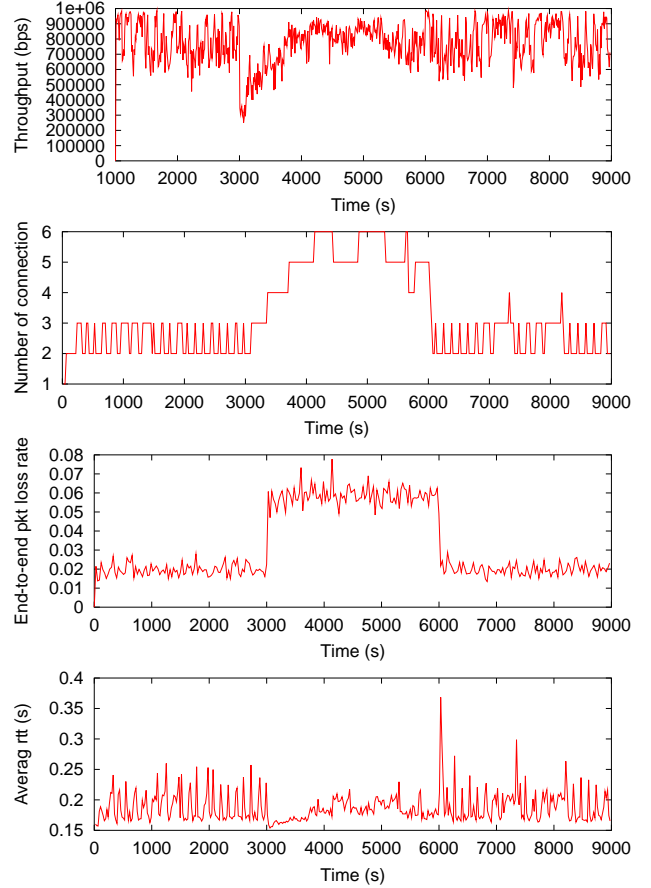 1e+06
900000
800000
700000
600000
500000
400000
300000
200000
100000
0
Throughput (bps)
1000 2000 3000 4000 5000 6000 7000 8000 9000
Time (s)
6
5
4
3
2
1
Number of connection
0 1000 2000 3000 4000 5000 6000 7000 8000 9000
Time (s)
0.08
0.07
0.06
0.05
0.04
0.03
0.02
0.01
0
End-to-end pkt loss rate
0 1000 2000 3000 4000 5000 6000 7000 8000 9000
Time (s)
0.4
0.35
0.3
0.25
0.2
0.15
Averag rtt (s)
0 1000 2000 3000 4000 5000 6000 7000 8000 9000
Time (s)